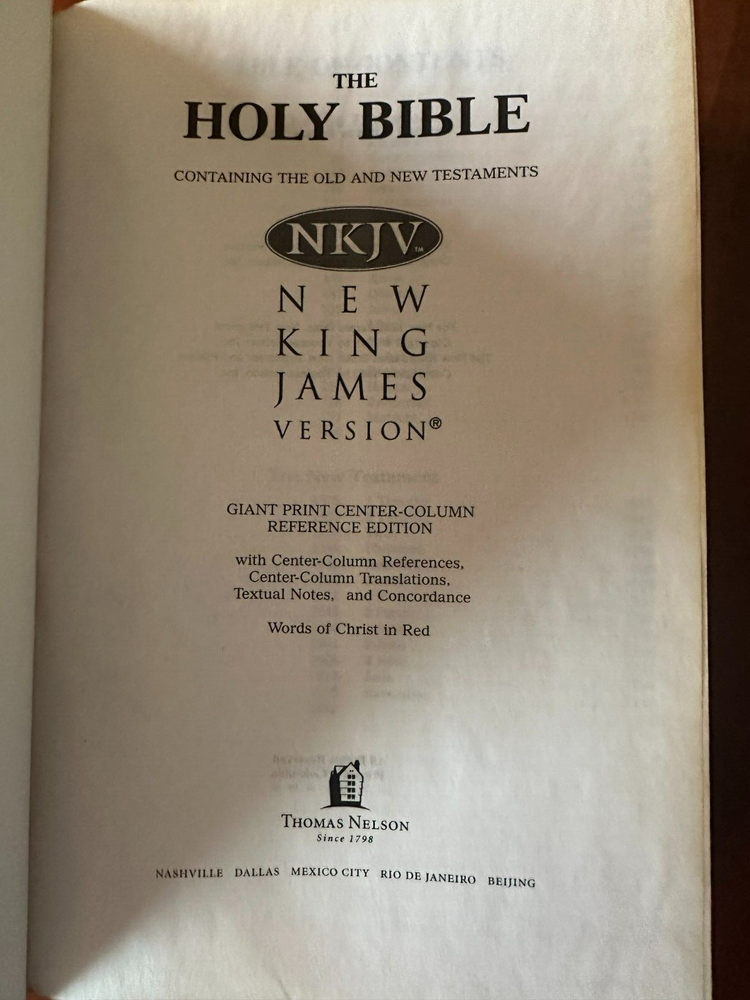 THE
HOLY BIBLE
CONTAINING THE OLD AND NEW TESTAMENTS
NKJV™
NEW
KING
JAMES
VERSION®
GIANT PRINT CENTER-COLUMN
REFERENCE EDITION
with Center-Column References,
Center-Column Translations,
Textual Notes, and Concordance
Words of Christ in Red
THOMAS NELSON
Since 1798
NASHVILLE DALLAS MEXICO CITY RIO DE JANEIRO BEIJING